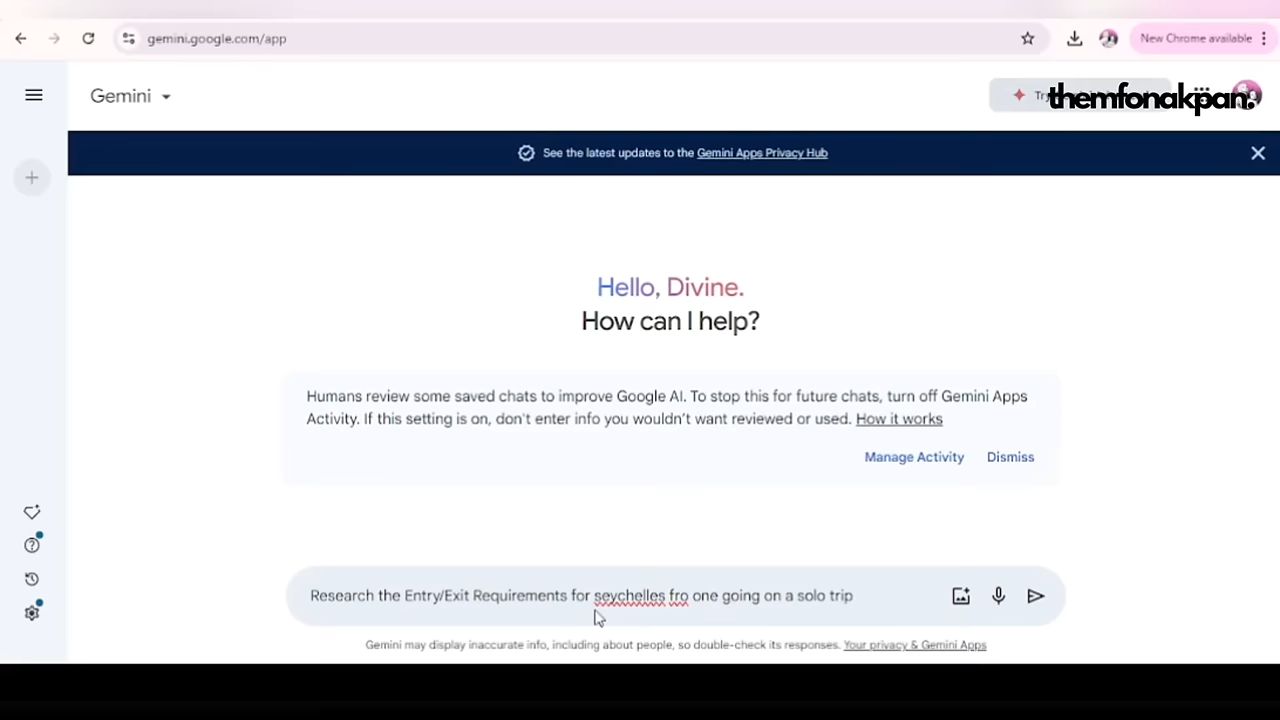 gemini.google.com/app
New Chrome available
Gemini
themfonakpan.
See the latest updates to the Gemini Apps Privacy Hub
Hello, Divine.
How can I help?
Humans review some saved chats to improve Google AI. To stop this for future chats, turn off Gemini Apps
Activity. If this setting is on, don't enter info you wouldn't want reviewed or used. How it works
Manage Activity Dismiss
Research the Entry/Exit Requirements for seychelles fro one going on a solo trip
Gemini may display inaccurate info, including about people, so double-check its responses. Your privacy & Gemini Apps